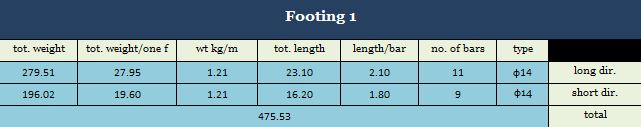 Footing 1
tot. weight tot. weight/one f wt kg/m tot. length length/bar no. of bars type
279.51 27.95 1.21 23.10 2.10 11 ф14 long dir.
196.02 19.60 1.21 16.20 1.80 9 ф14 short dir.
475.53 total